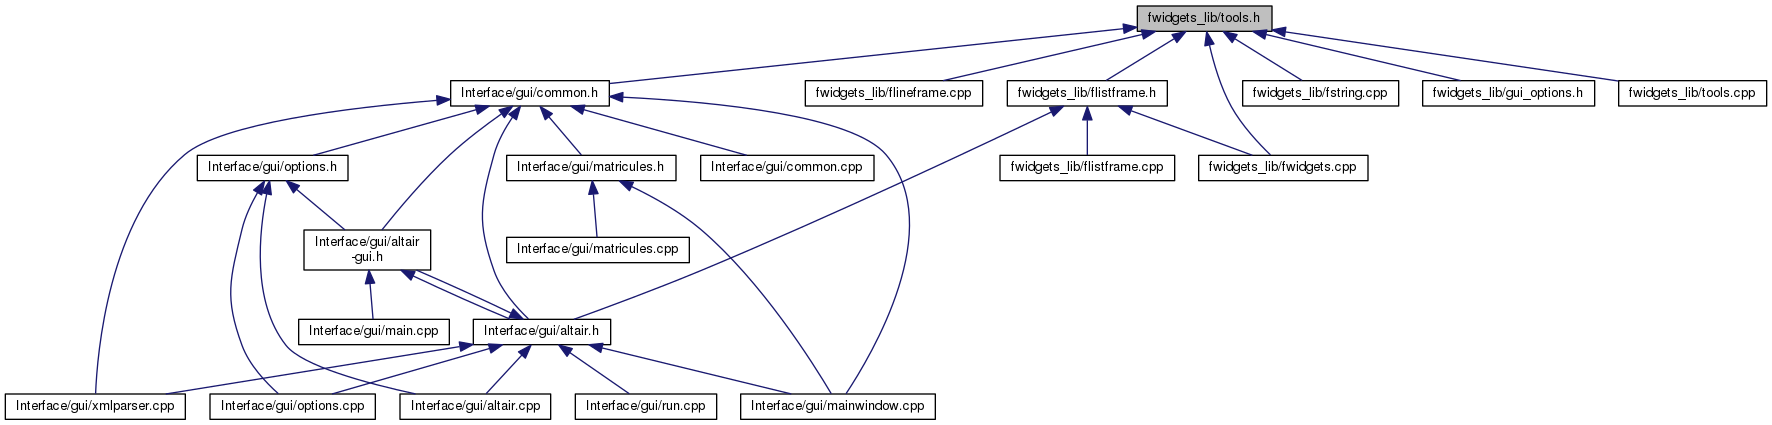 fwidgets_lib/tools.h
Interface/gui/common.h
fwidgets_lib/flineframe.cpp
fwidgets_lib/flistframe.h
fwidgets_lib/fstring.cpp
fwidgets_lib/gui_options.h
fwidgets_lib/tools.cpp
Interface/gui/options.h
Interface/gui/matricules.h
Interface/gui/common.cpp
fwidgets_lib/flistframe.cpp
fwidgets_lib/fwidgets.cpp
Interface/gui/altair
-gui.h
Interface/gui/matricules.cpp
Interface/gui/main.cpp
Interface/gui/altair.h
Interface/gui/xmlparser.cpp
Interface/gui/options.cpp
Interface/gui/altair.cpp
Interface/gui/run.cpp
Interface/gui/mainwindow.cpp